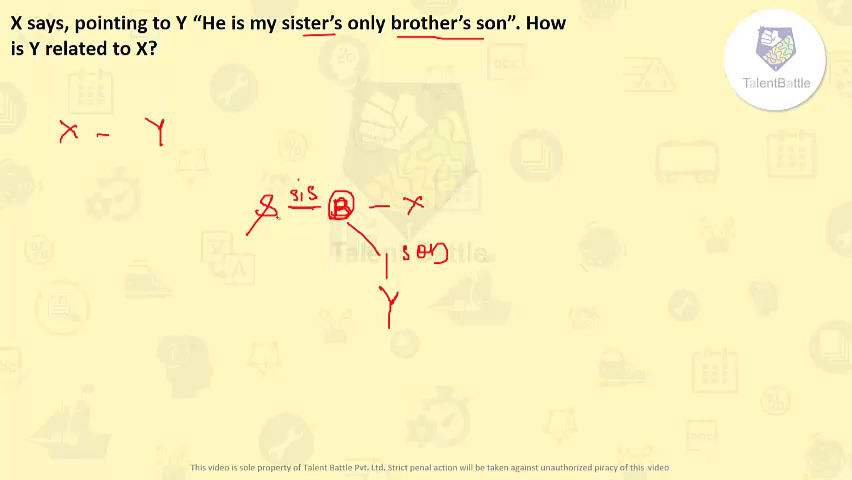 X says, pointing to Y “He is my sister’s only brother’s son”. How
is Y related to X?
TalentBattle
X - Y
S sis B - X
son
Y
TalentBattle
This video is sole property of Talent Battle Pvt. Ltd. Strict penal action will be taken against unauthorized piracy of this video